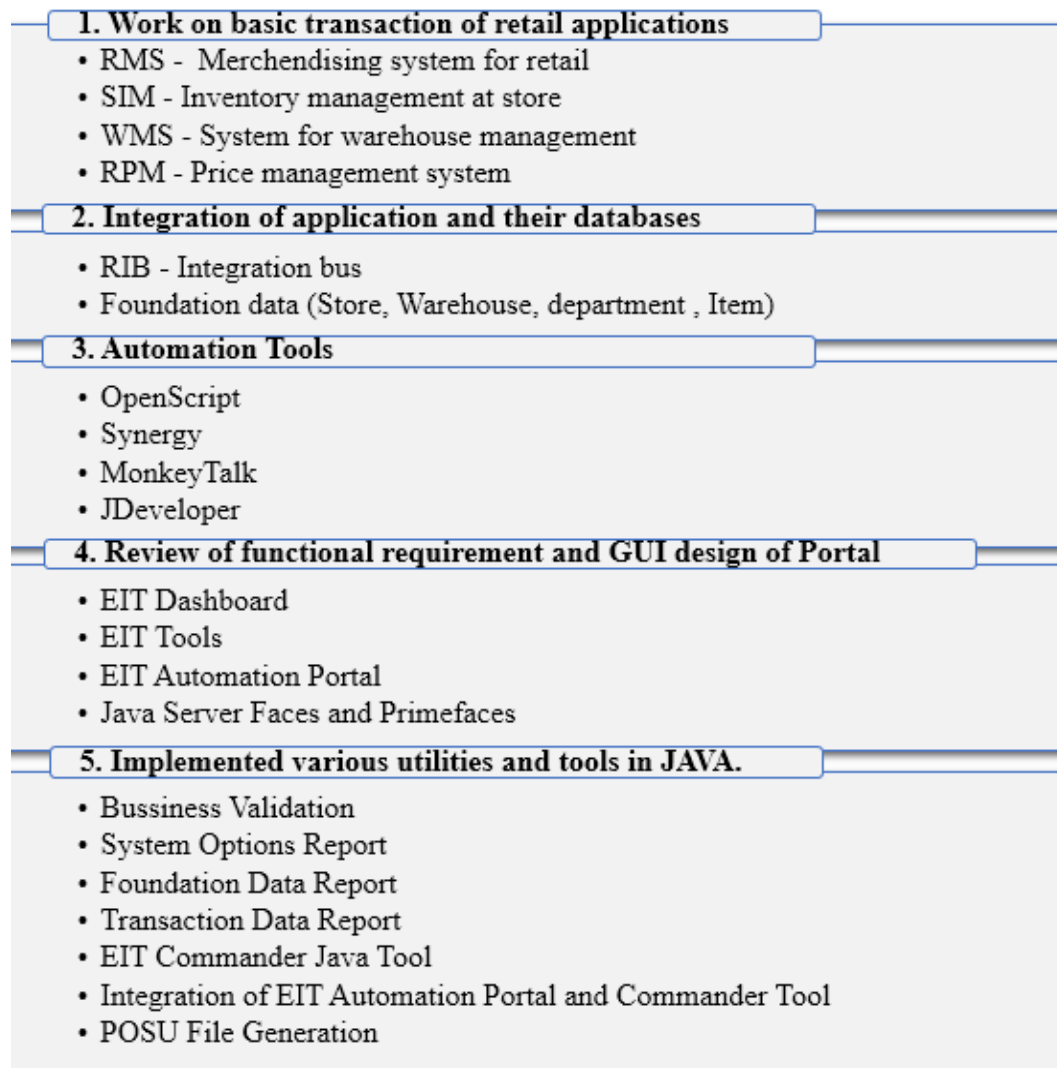 1. Work on basic transaction of retail applications
• RMS - Merchendising system for retail
• SIM - Inventory management at store
• WMS - System for warehouse management
• RPM - Price management system
2. Integration of application and their databases
• RIB - Integration bus
• Foundation data (Store, Warehouse, department , Item)
3. Automation Tools
• OpenScript
• Synergy
• MonkeyTalk
• JDeveloper
4. Review of functional requirement and GUI design of Portal
• EIT Dashboard
• EIT Tools
• EIT Automation Portal
• Java Server Faces and Primefaces
5. Implemented various utilities and tools in JAVA.
• Bussiness Validation
• System Options Report
• Foundation Data Report
• Transaction Data Report
• EIT Commander Java Tool
• Integration of EIT Automation Portal and Commander Tool
• POSU File Generation